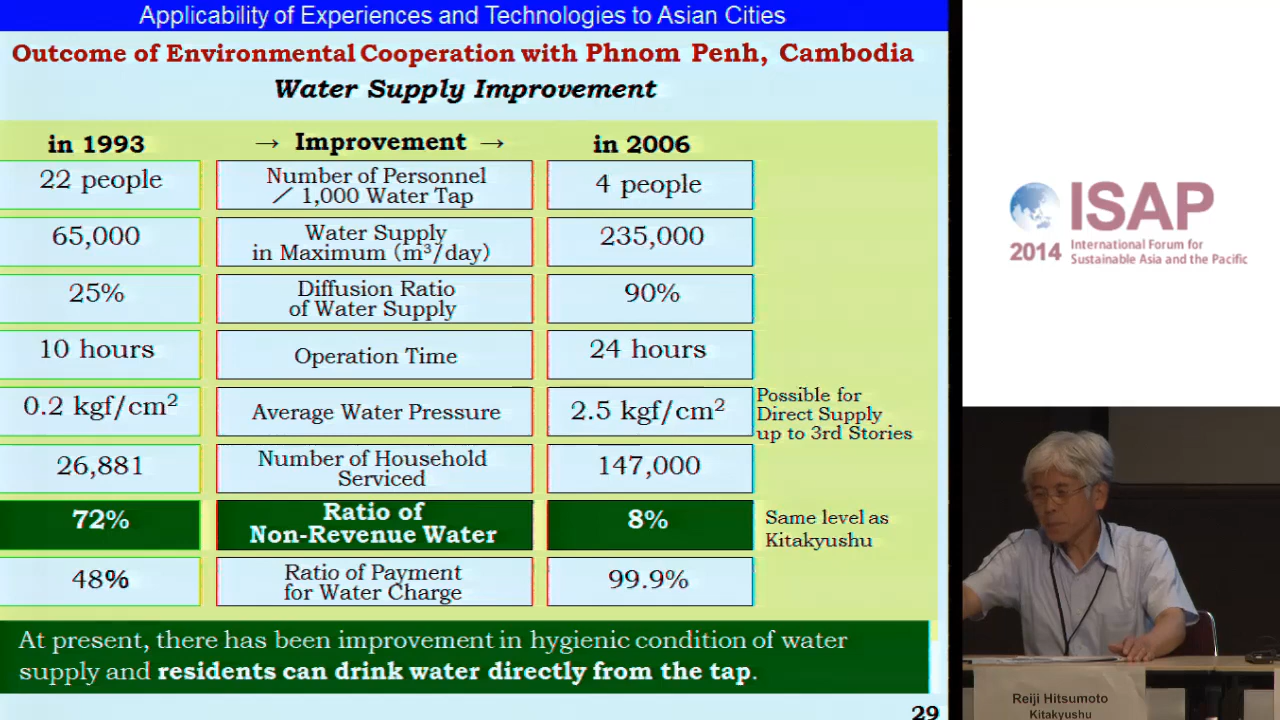 Applicability of Experiences and Technologies to Asian Cities
Outcome of Environmental Cooperation with Phnom Penh, Cambodia
Water Supply Improvement
in 1993 → Improvement → in 2006
22 people
Number of Personnel
／ 1,000 Water Tap
4 people
65,000
Water Supply
in Maximum (m³/day)
235,000
25%
Diffusion Ratio
of Water Supply
90%
10 hours
Operation Time
24 hours
0.2 kgf/cm²
Average Water Pressure
2.5 kgf/cm²
Possible for
Direct Supply
up to 3rd Stories
26,881
Number of Household
Serviced
147,000
72%
Ratio of
Non-Revenue Water
8%
Same level as
Kitakyushu
48%
Ratio of Payment
for Water Charge
99.9%
At present, there has been improvement in hygienic condition of water
supply and residents can drink water directly from the tap.
29
ISAP
2014
International Forum for
Sustainable Asia and the Pacific
Reiji Hitsumoto
Kitakyushu